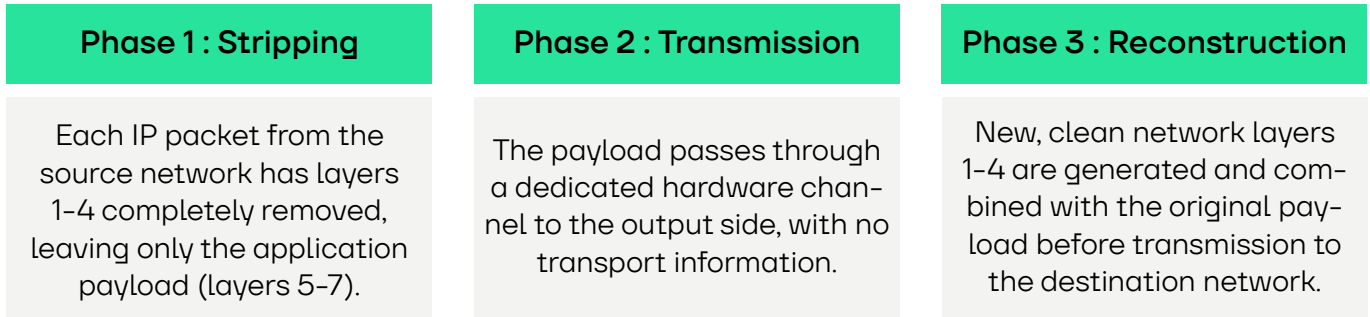 Phase 1 : Stripping
Each IP packet from the
source network has layers
1-4 completely removed,
leaving only the application
payload (layers 5-7).
Phase 2 : Transmission
The payload passes through
a dedicated hardware chan-
nel to the output side, with no
transport information.
Phase 3 : Reconstruction
New, clean network layers
1-4 are generated and com-
bined with the original pay-
load before transmission to
the destination network.